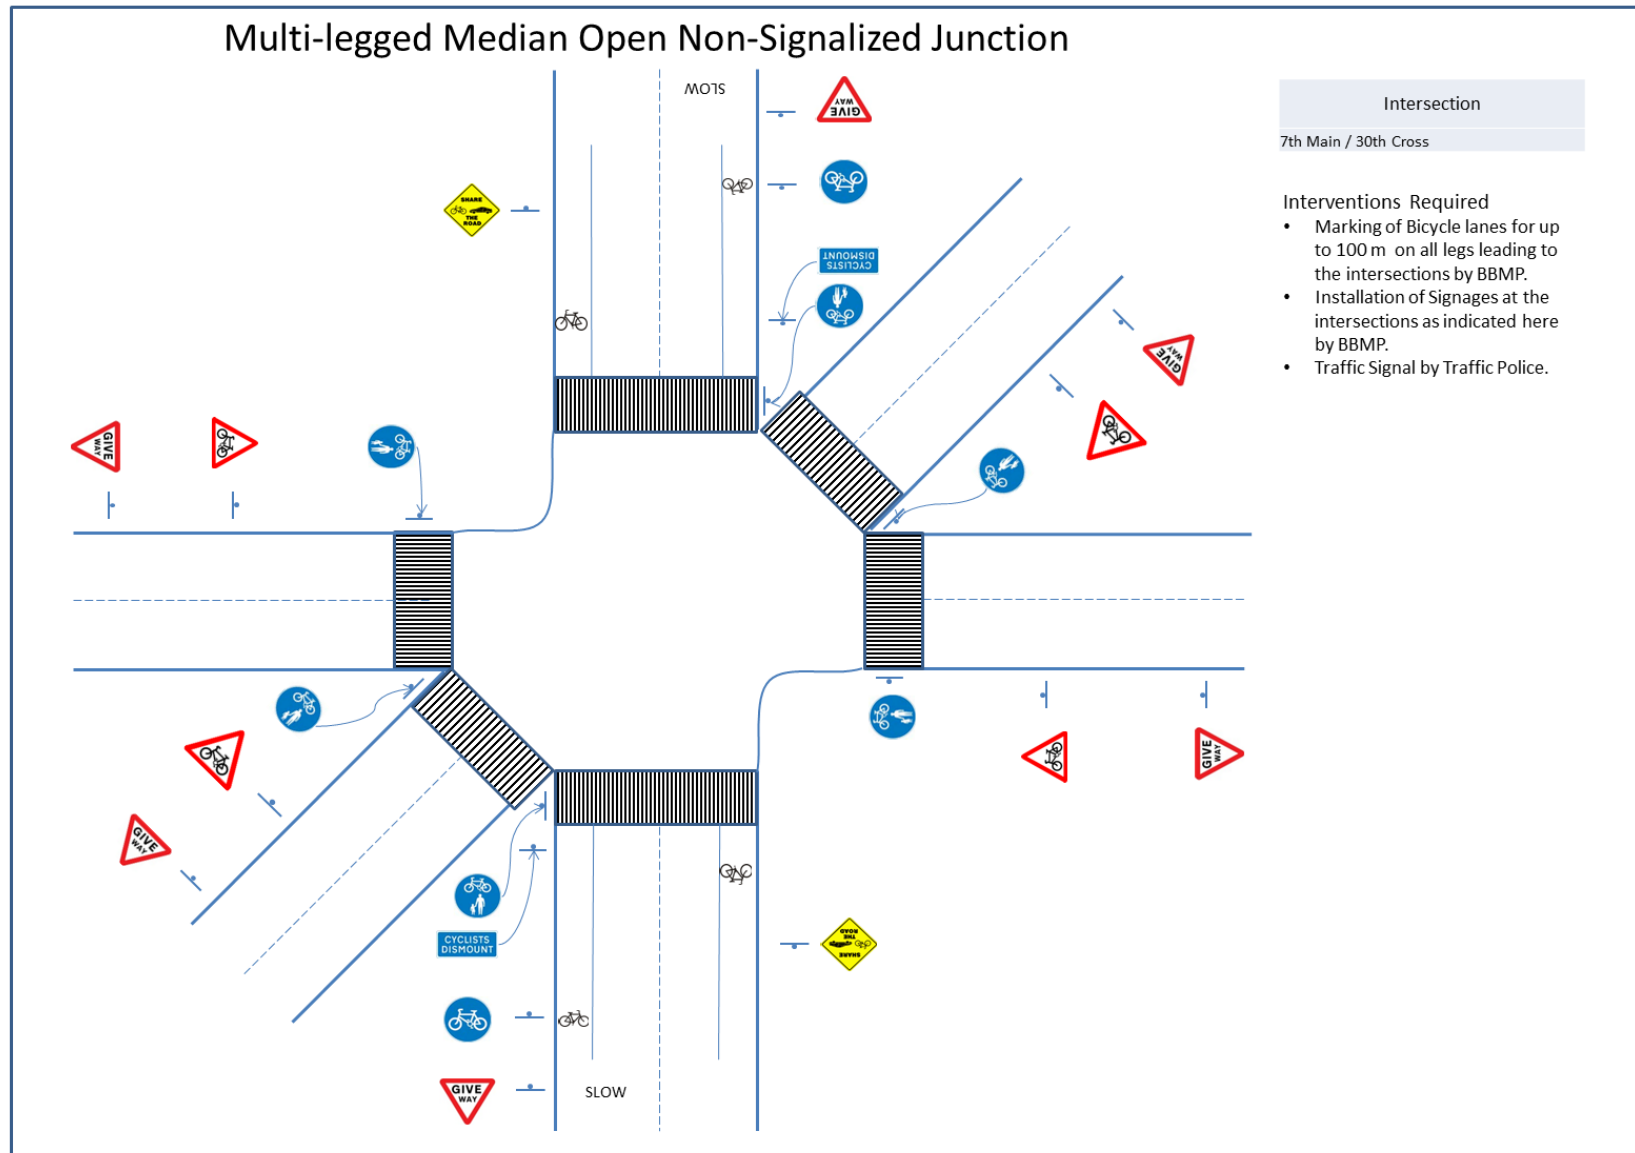 Multi-legged Median Open Non-Signalized Junction
SLOW
GIVE
WAY
SHARE
THE
ROAD
CYCLISTS
DISMOUNT
GIVE
WAY
GIVE
WAY
GIVE
WAY
GIVE
WAY
CYCLISTS
DISMOUNT
SHARE
THE
ROAD
GIVE
WAY
SLOW
Intersection
7th Main / 30th Cross
Interventions Required
• Marking of Bicycle lanes for up
to 100 m on all legs leading to
the intersections by BBMP.
• Installation of Signages at the
intersections as indicated here
by BBMP.
• Traffic Signal by Traffic Police.